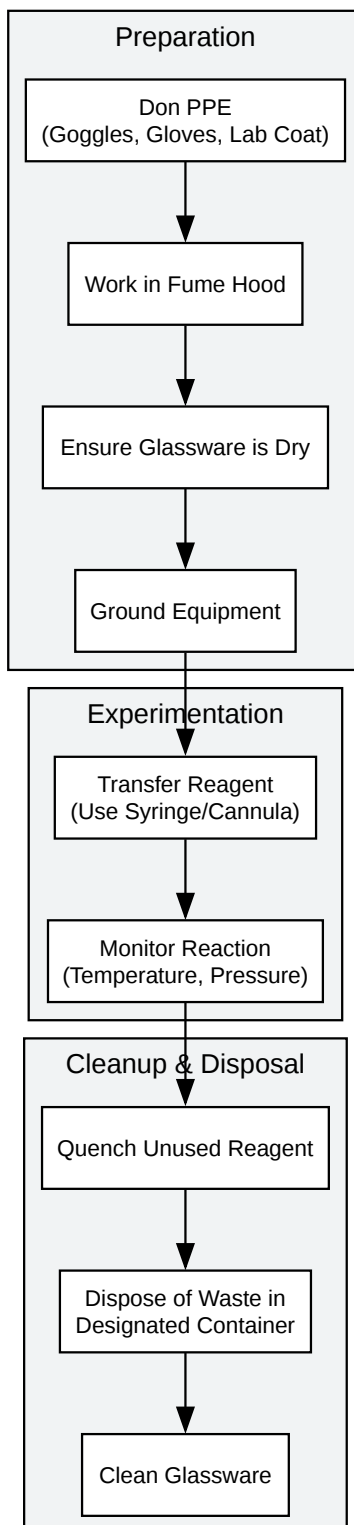 Preparation
Don PPE
(Goggles, Gloves, Lab Coat)
Work in Fume Hood
Ensure Glassware is Dry
Ground Equipment
Experimentation
Transfer Reagent
(Use Syringe/Cannula)
Monitor Reaction
(Temperature, Pressure)
Cleanup & Disposal
Quench Unused Reagent
Dispose of Waste in
Designated Container
Clean Glassware